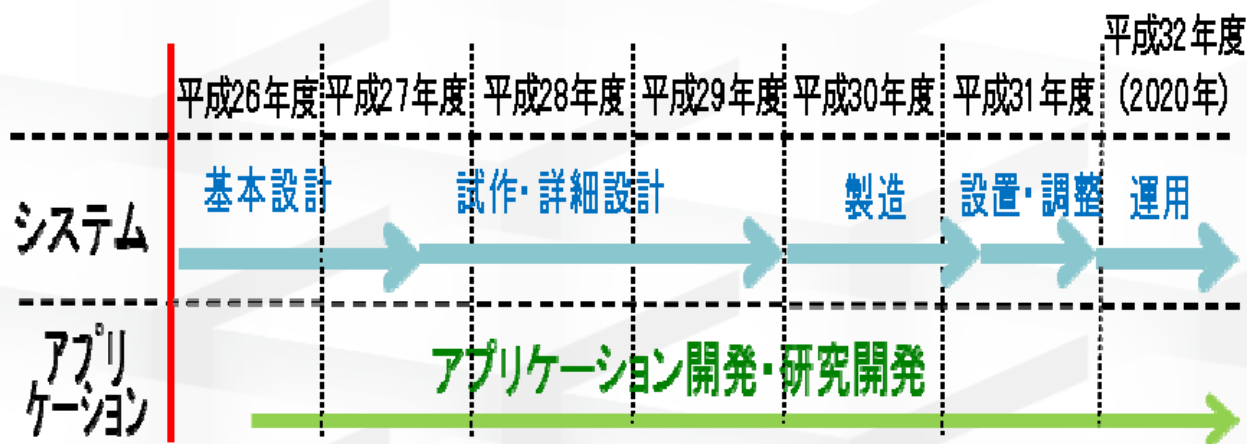 平成32年度
平成26年度 平成27年度 平成28年度 平成29年度 平成30年度 平成31年度 (2020年)
基本設計 試作・詳細設計 製造 設置・調整 運用
システム
アプリ
ケーション
アプリケーション開発・研究開発